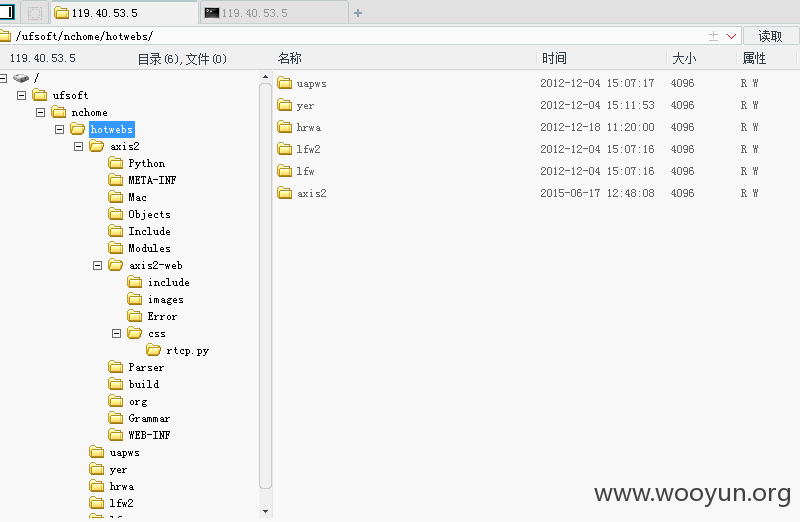 119.40.53.5 119.40.53.5 +
/ufsoft/nchome/hotwebs/ 读取
119.40.53.5 目录(6),文件(0) 名称 时间 大小 属性
/
ufsoft
nchome
hotwebs
axis2
Python
META-INF
Mac
Objects
Include
Modules
axis2-web
include
images
Error
css
rtcp.py
Parser
build
org
Grammar
WEB-INF
uapws
yer
hrwa
lfw2
uapws 2012-12-04 15:07:17 4096 R W
yer 2012-12-04 15:11:53 4096 R W
hrwa 2012-12-18 11:20:00 4096 R W
lfw2 2012-12-04 15:07:16 4096 R W
lfw 2012-12-04 15:07:16 4096 R W
axis2 2015-06-17 12:48:08 4096 R W
www.wooyun.org